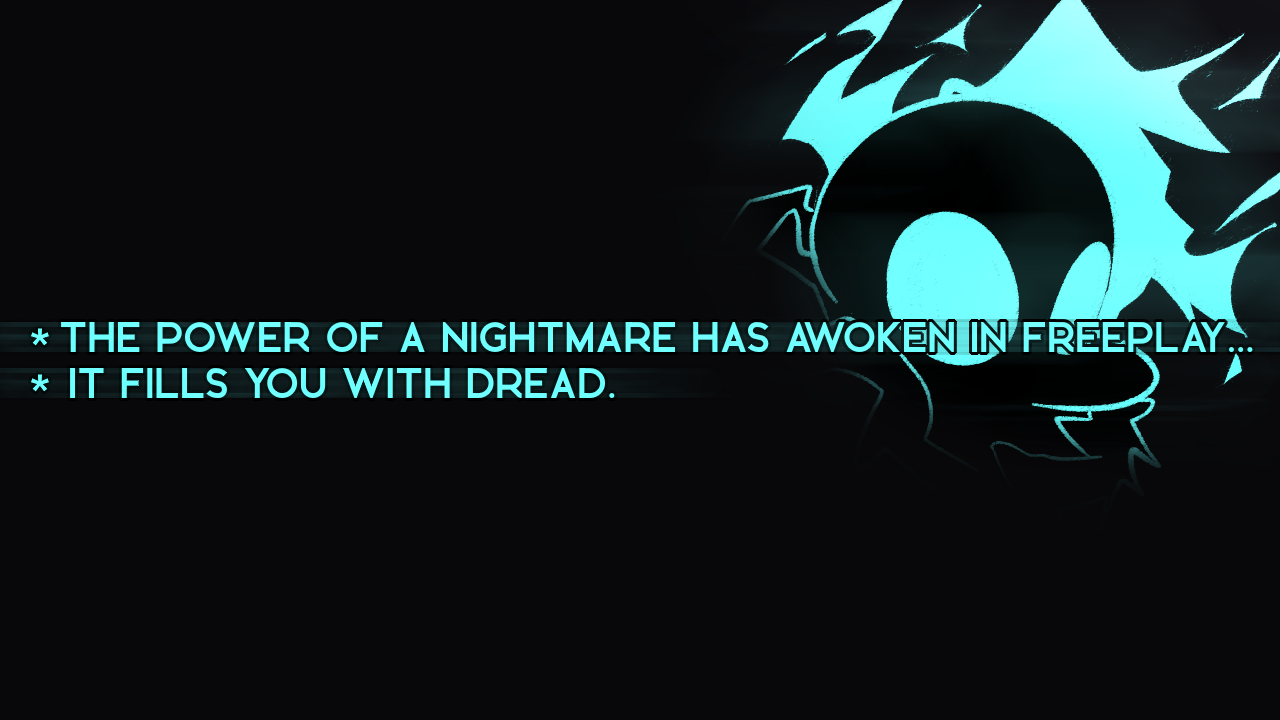 * THE POWER OF A NIGHTMARE HAS AWOKEN IN FREEPLAY...
* IT FILLS YOU WITH DREAD.